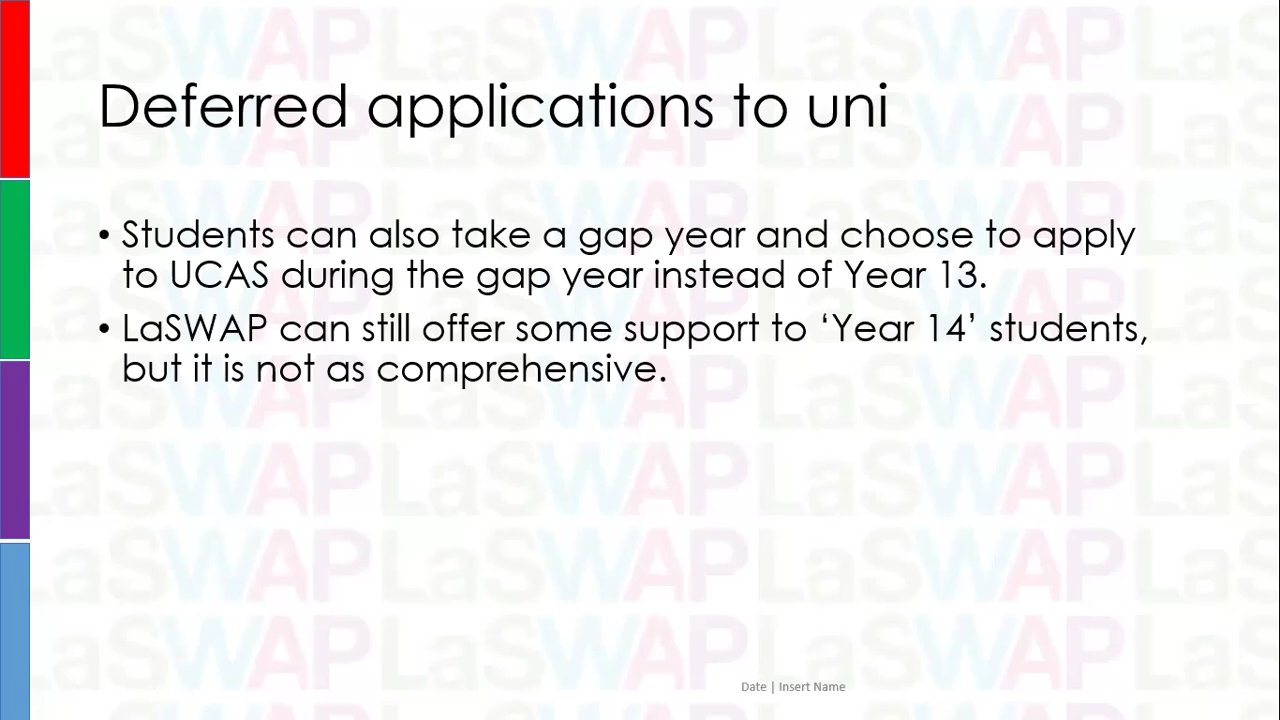 Deferred applications to uni
• Students can also take a gap year and choose to apply
to UCAS during the gap year instead of Year 13.
• LaSWAP can still offer some support to ‘Year 14’ students,
but it is not as comprehensive.
Date | Insert Name